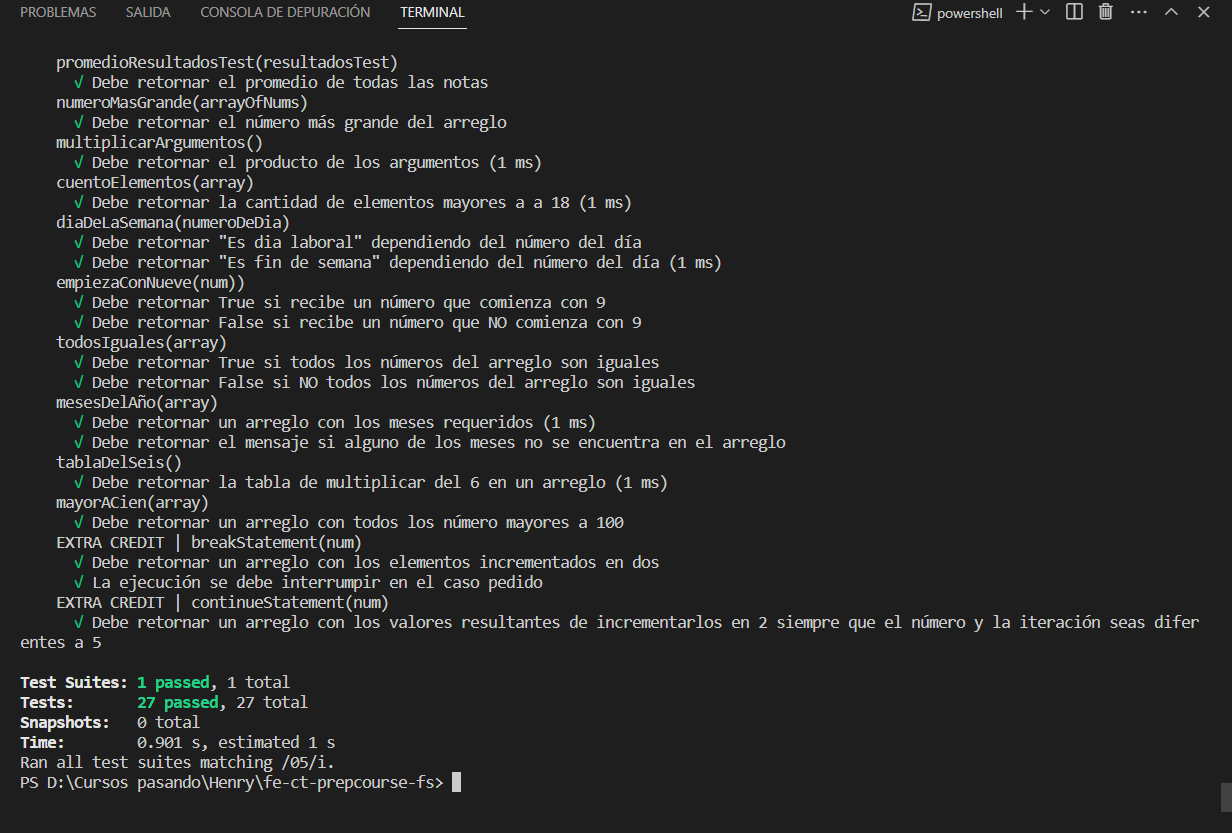 PROBLEMAS SALIDA CONSOLA DE DEPURACIÓN TERMINAL powershell
promedioResultadosTest(resultadosTest)
√ Debe retornar el promedio de todas las notas
numeroMasGrande(arrayOfNums)
√ Debe retornar el número más grande del arreglo
multiplicarArgumentos()
√ Debe retornar el producto de los argumentos (1 ms)
cuentoElementos(array)
√ Debe retornar la cantidad de elementos mayores a a 18 (1 ms)
diaDeLaSemana(numeroDeDia)
√ Debe retornar "Es dia laboral" dependiendo del número del día
√ Debe retornar "Es fin de semana" dependiendo del número del día (1 ms)
empiezaConNueve(num))
√ Debe retornar True si recibe un número que comienza con 9
√ Debe retornar False si recibe un número que NO comienza con 9
todosIguales(array)
√ Debe retornar True si todos los números del arreglo son iguales
√ Debe retornar False si NO todos los números del arreglo son iguales
mesesDelAño(array)
√ Debe retornar un arreglo con los meses requeridos (1 ms)
√ Debe retornar el mensaje si alguno de los meses no se encuentra en el arreglo
tablaDelSeis()
√ Debe retornar la tabla de multiplicar del 6 en un arreglo (1 ms)
mayorACien(array)
√ Debe retornar un arreglo con todos los número mayores a 100
EXTRA CREDIT | breakStatement(num)
√ Debe retornar un arreglo con los elementos incrementados en dos
√ La ejecución se debe interrumpir en el caso pedido
EXTRA CREDIT | continueStatement(num)
√ Debe retornar un arreglo con los valores resultantes de incrementarlos en 2 siempre que el número y la iteración seas difer
entes a 5
Test Suites: 1 passed, 1 total
Tests: 27 passed, 27 total
Snapshots: 0 total
Time: 0.901 s, estimated 1 s
Ran all test suites matching /05/i.
PS D:\Cursos pasando\Henry\fe-ct-prepcourse-fs>